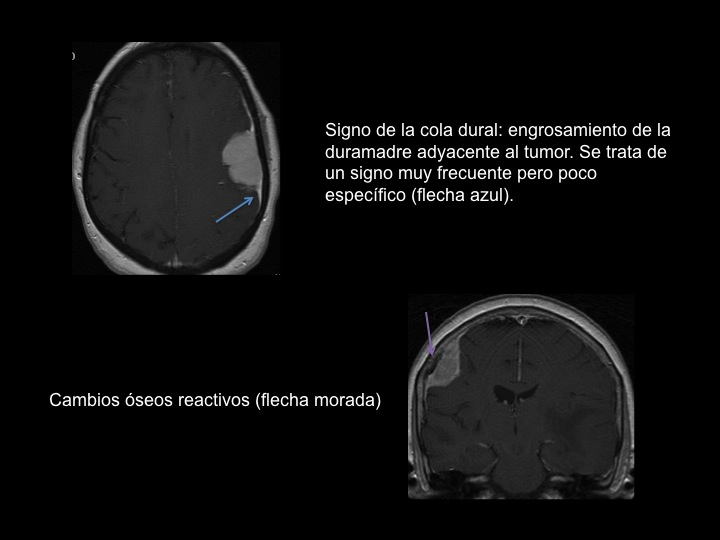 Signo de la cola dural: engrosamiento de la
duramadre adyacente al tumor. Se trata de
un signo muy frecuente pero poco
específico (flecha azul).
Cambios óseos reactivos (flecha morada)